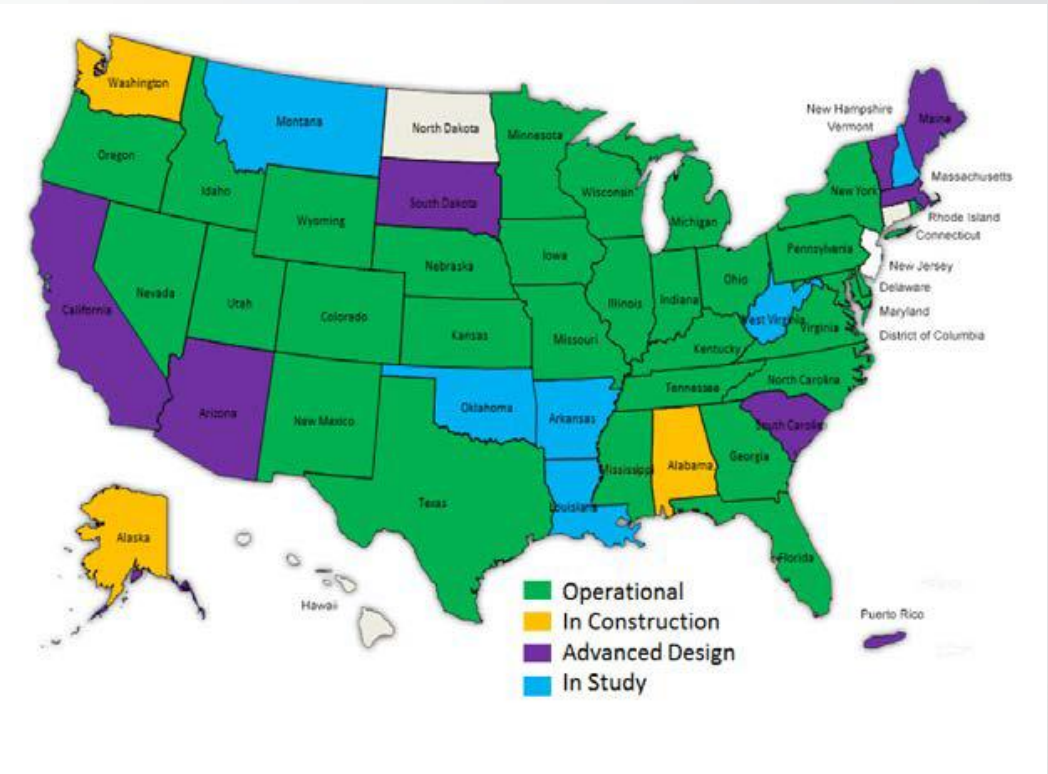 Washington
Montana
North Dakota
Minnesota
New Hampshire
Vermont
Maine
Oregon
Idaho
South Dakota
Wisconsin
Michigan
New York
Massachusetts
Rhode Island
Connecticut
Wyoming
Nebraska
Iowa
Pennsylvania
New Jersey
Nevada
Utah
Colorado
Illinois
Indiana
Ohio
Delaware
California
Kansas
Missouri
West Virginia
Virginia
Maryland
District of Columbia
Kentucky
Tennessee
North Carolina
Arizona
New Mexico
Oklahoma
Arkansas
South Carolina
Mississippi
Alabama
Georgia
Texas
Louisiana
Alaska
Florida
Hawaii
Puerto Rico
Operational
In Construction
Advanced Design
In Study